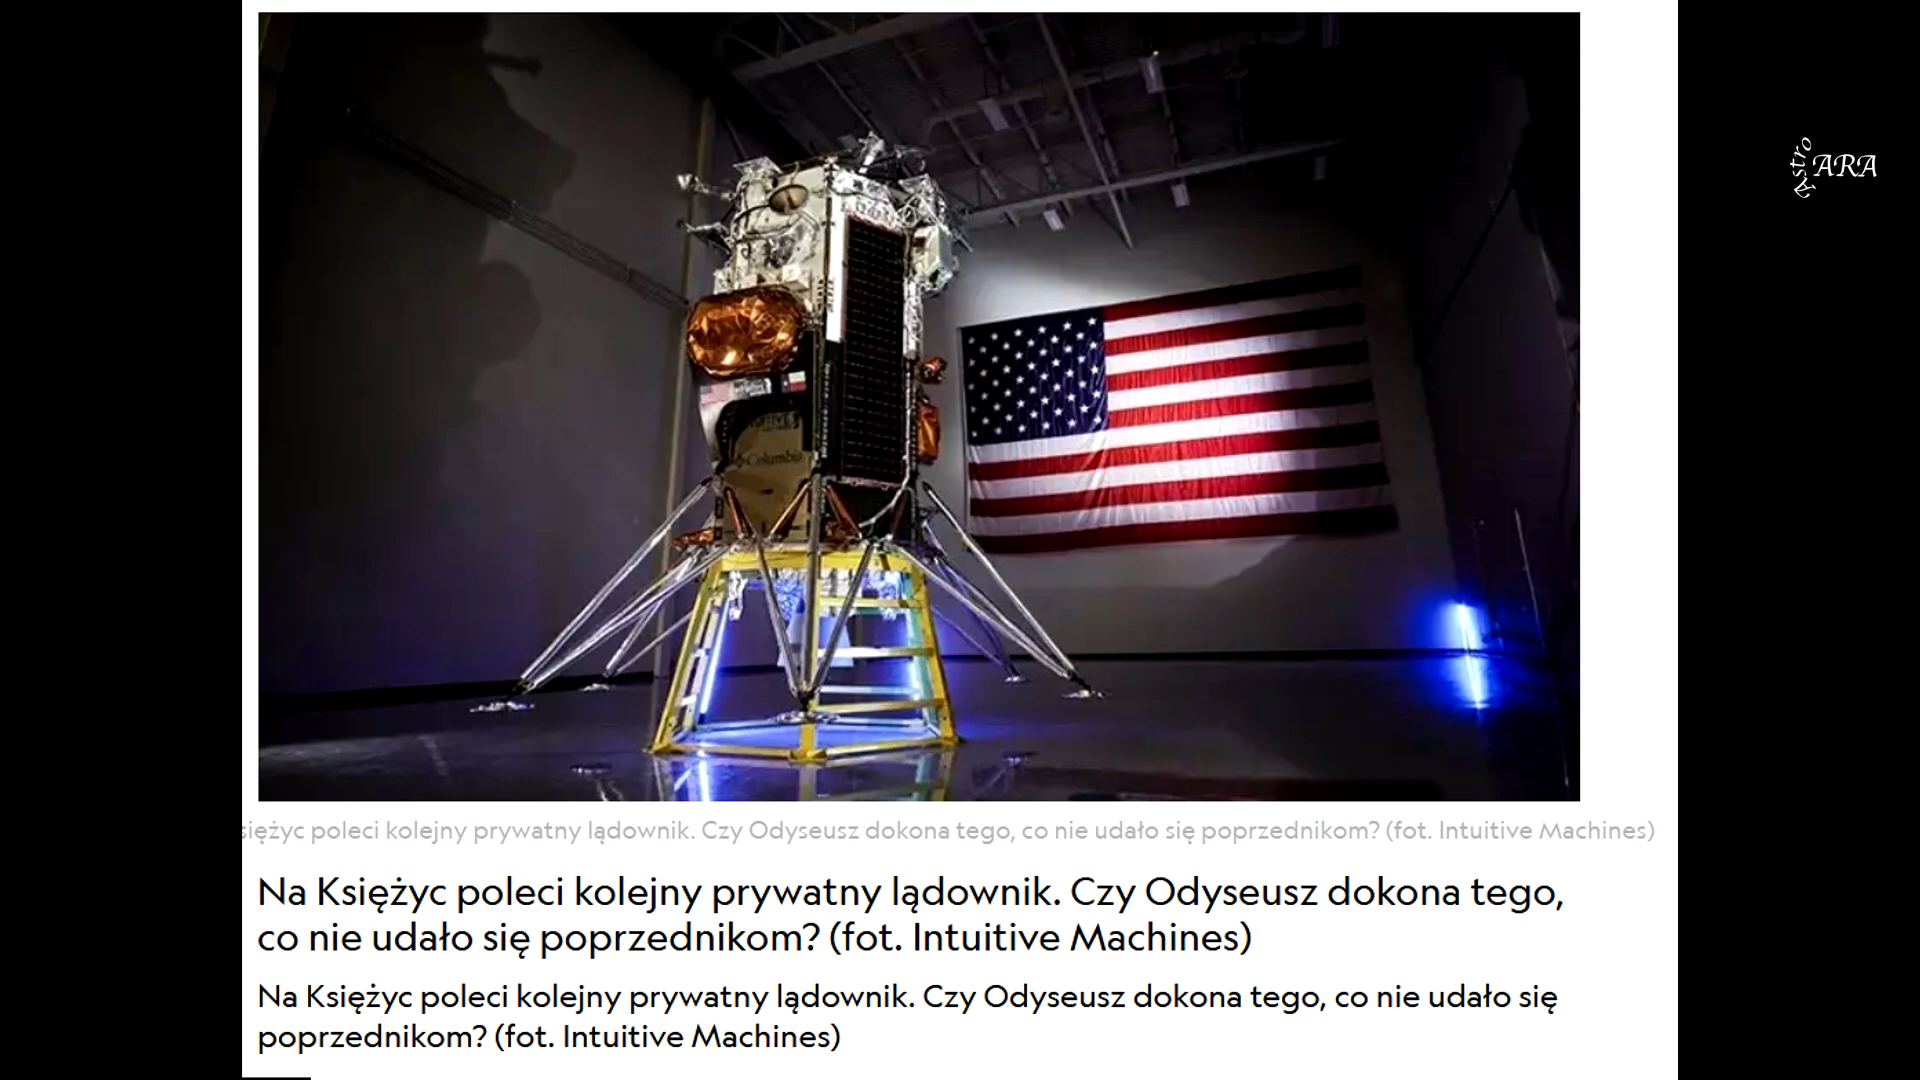 Astro
ARA
Columbia
siężyc poleci kolejny prywatny lądownik. Czy Odyseusz dokona tego, co nie udało się poprzednikom? (fot. Intuitive Machines)
Na Księżyc poleci kolejny prywatny lądownik. Czy Odyseusz dokona tego,
co nie udało się poprzednikom? (fot. Intuitive Machines)
Na Księżyc poleci kolejny prywatny lądownik. Czy Odyseusz dokona tego, co nie udało się
poprzednikom? (fot. Intuitive Machines)